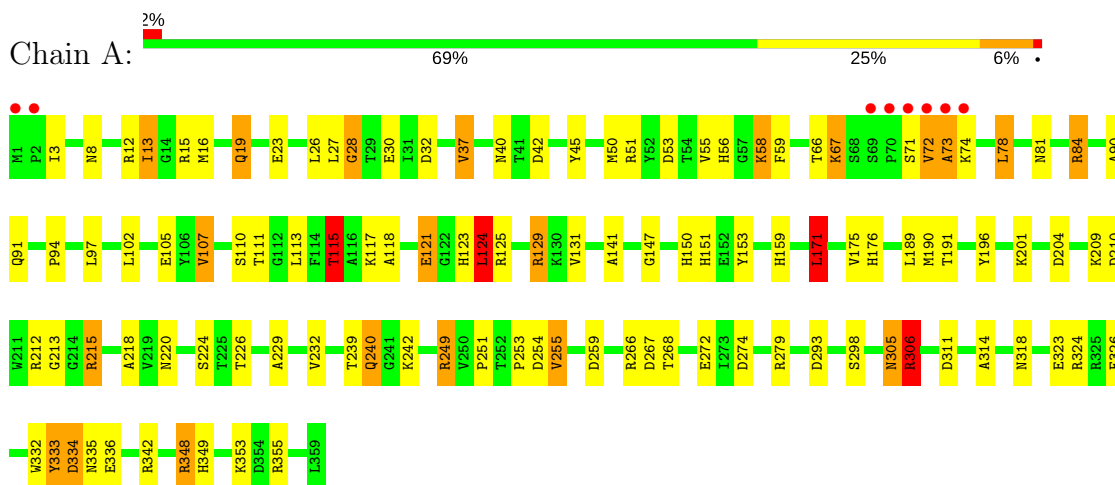 2%
Chain A:
69% 25% 6% •
M1 P2 I3 N8 R12 I13 G14 R15 M16 Q19 E23 L26 L27 G28 T29 E30 I31 D32 V37 N40 T41 D42 Y45 M50 R51 Y52 D53 T54 V55 H56 G57 K58 F59 T66 K67 S68 S69 P70 S71 V72 A73 K74 L78 N81 R84 A90
Q91 P94 L97 L102 E105 Y106 V107 S110 T111 G112 L113 F114 T115 A116 K117 A118 E121 G122 H123 L124 R125 R129 K130 V131 A141 G147 H150 H151 E152 Y153 H159 L171 V175 H176 L189 M190 T191 Y196 K201 D204 K209 D210
W211 R212 G213 G214 R215 A218 V219 N220 S224 T225 T226 A229 V232 T239 Q240 G241 K242 R249 V250 P251 T252 P253 D254 V255 D259 R266 D267 T268 E272 I273 D274 R279 D293 S298 N305 R306 D311 A314 N318 E323 R324 R325 E326
W332 Y333 D334 N335 E336 R342 R348 H349 K353 D354 R355 L359